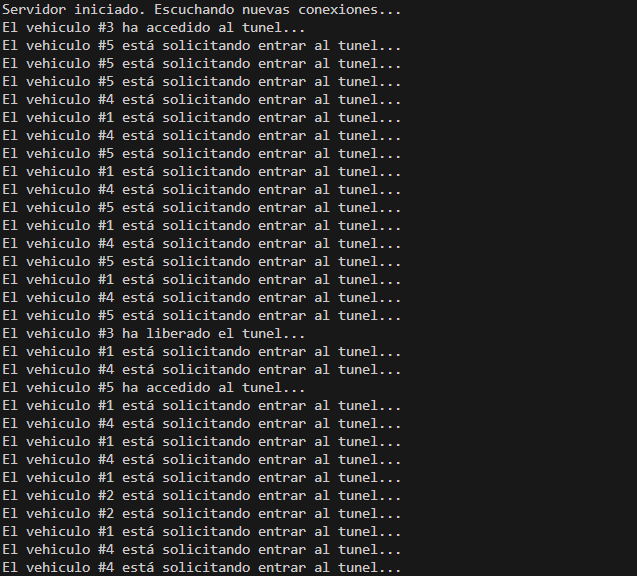 Servidor iniciado. Escuchando nuevas conexiones...
El vehiculo #3 ha accedido al tunel...
El vehiculo #5 está solicitando entrar al tunel...
El vehiculo #5 está solicitando entrar al tunel...
El vehiculo #5 está solicitando entrar al tunel...
El vehiculo #4 está solicitando entrar al tunel...
El vehiculo #1 está solicitando entrar al tunel...
El vehiculo #4 está solicitando entrar al tunel...
El vehiculo #5 está solicitando entrar al tunel...
El vehiculo #1 está solicitando entrar al tunel...
El vehiculo #4 está solicitando entrar al tunel...
El vehiculo #5 está solicitando entrar al tunel...
El vehiculo #1 está solicitando entrar al tunel...
El vehiculo #4 está solicitando entrar al tunel...
El vehiculo #5 está solicitando entrar al tunel...
El vehiculo #1 está solicitando entrar al tunel...
El vehiculo #4 está solicitando entrar al tunel...
El vehiculo #5 está solicitando entrar al tunel...
El vehiculo #3 ha liberado el tunel...
El vehiculo #1 está solicitando entrar al tunel...
El vehiculo #4 está solicitando entrar al tunel...
El vehiculo #5 ha accedido al tunel...
El vehiculo #1 está solicitando entrar al tunel...
El vehiculo #4 está solicitando entrar al tunel...
El vehiculo #1 está solicitando entrar al tunel...
El vehiculo #4 está solicitando entrar al tunel...
El vehiculo #1 está solicitando entrar al tunel...
El vehiculo #2 está solicitando entrar al tunel...
El vehiculo #2 está solicitando entrar al tunel...
El vehiculo #1 está solicitando entrar al tunel...
El vehiculo #4 está solicitando entrar al tunel...
El vehiculo #4 está solicitando entrar al tunel...